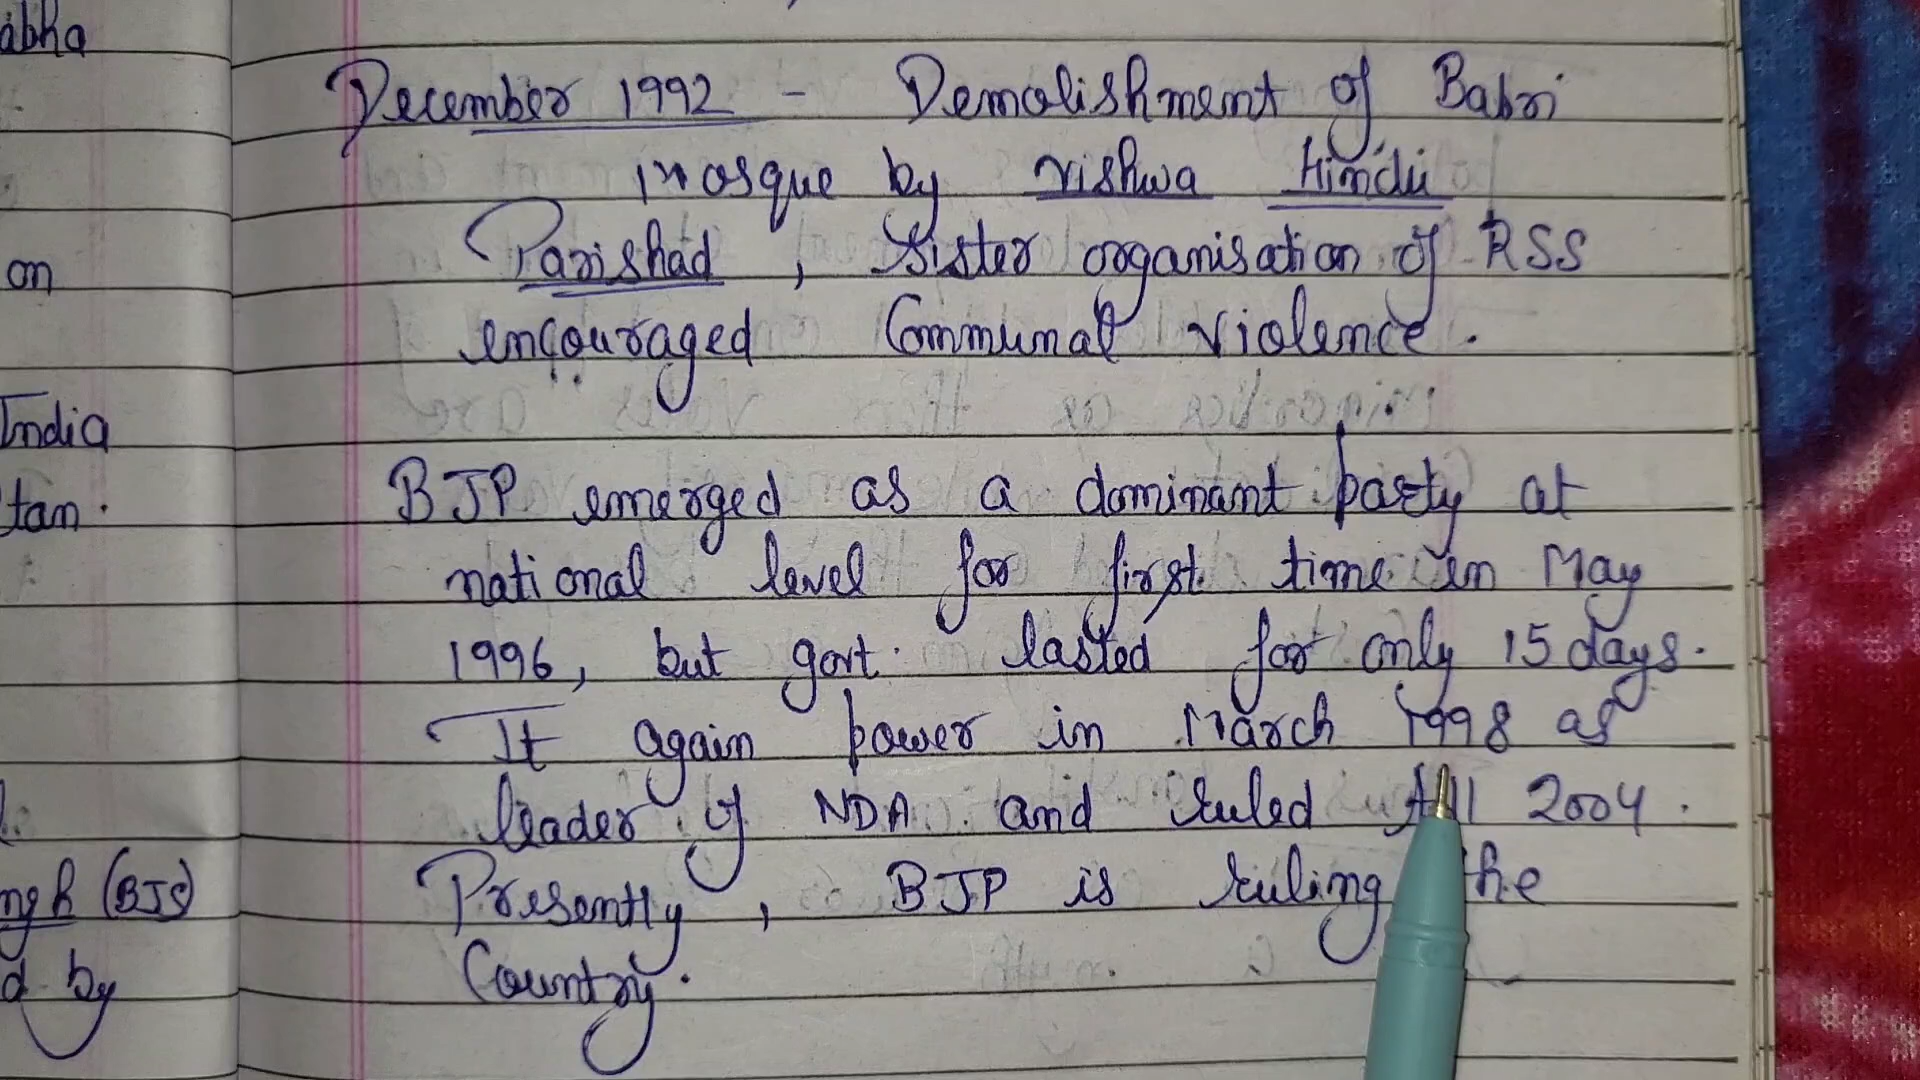 abha
on
India
tan.
ngh (BJS)
d by
December 1992 - Demolishment of Babri
mosque by vishwa Hindu
Parishad, sister organisation of RSS
encouraged Communal violence.
BJP emerged as a dominant party at
national level for first time in May
1996, but govt. lasted for only 15 days.
It again power in March 1998 as
leader of NDA and ruled till 2004.
Presently, BJP is ruling the
Country.